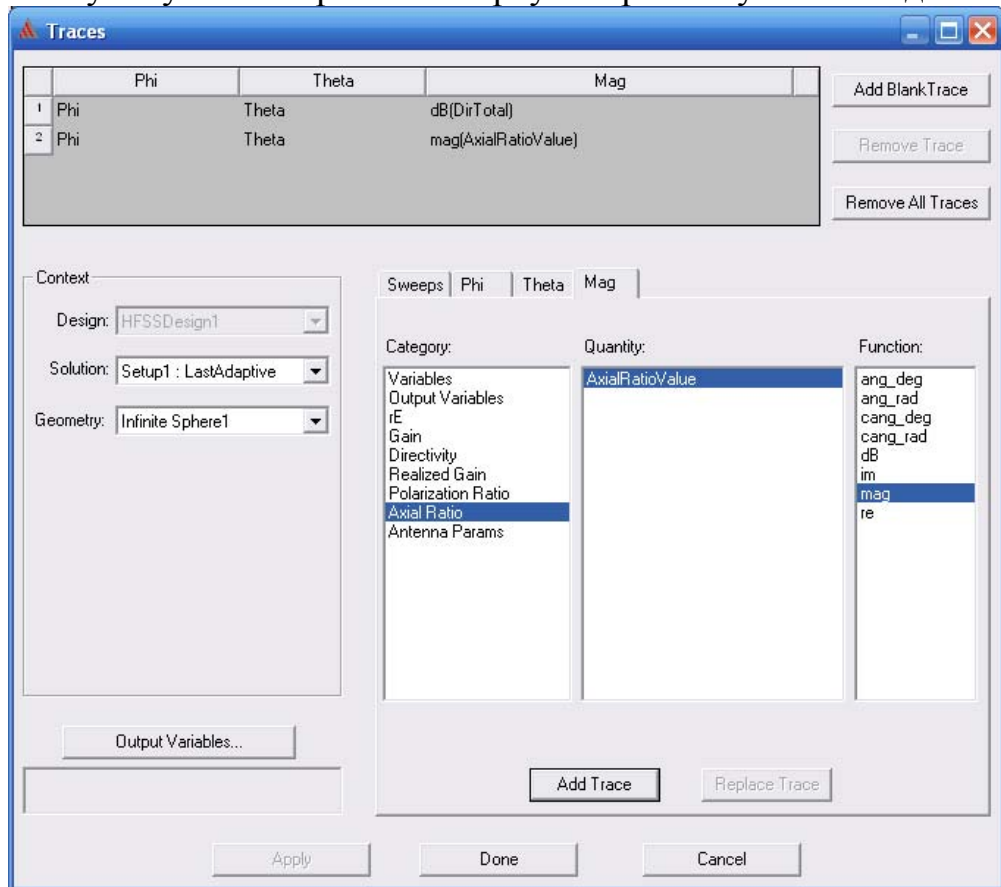 Traces
Phi Theta Mag
1 Phi Theta dB(DirTotal)
2 Phi Theta mag(AxialRatioValue)
Add BlankTrace
Remove Trace
Remove All Traces
Context
Design: HFSSDesign1
Solution: Setup1 : LastAdaptive
Geometry: Infinite Sphere1
Output Variables...
Sweeps Phi Theta Mag
Category:
Variables
Output Variables
rE
Gain
Directivity
Realized Gain
Polarization Ratio
Axial Ratio
Antenna Params
Quantity:
AxialRatioValue
Function:
ang_deg
ang_rad
cang_deg
cang_rad
dB
im
mag
re
Add Trace Replace Trace
Apply Done Cancel